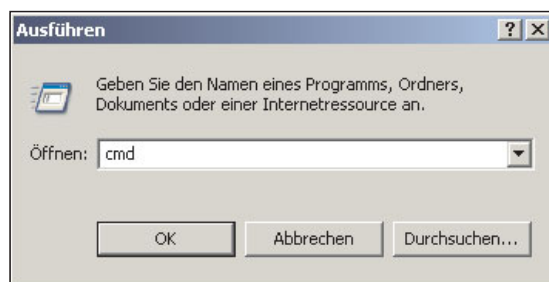 Ausführen
?
Geben Sie den Namen eines Programms, Ordners,
Dokuments oder einer Internetressource an.
Öffnen: cmd
OK Abbrechen Durchsuchen...